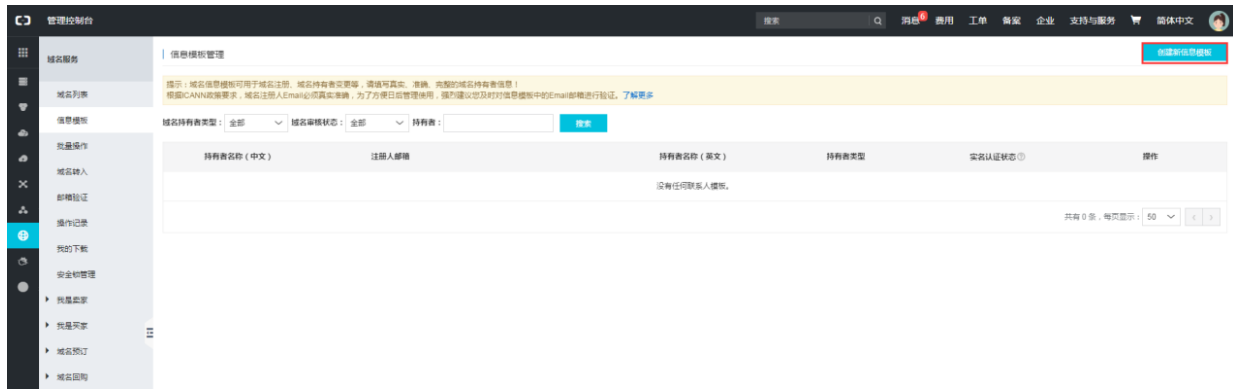 管理控制台
搜索
消息6
费用
工单
备案
企业
支持与服务
简体中文
域名服务
域名列表
信息模板
批量操作
域名转入
邮箱验证
操作记录
我的下载
安全锁管理
我是卖家
我是买家
域名预订
域名回购
信息模板管理
创建新信息模板
提示：域名信息模板可用于域名注册、域名持有者变更等，请填写真实、准确、完整的域名持有者信息！
根据ICANN政策要求，域名注册人Email必须真实准确，为了方便日后管理使用，强烈建议您及时对信息模板中的Email邮箱进行验证。了解更多
域名持有者类型： 全部 域名审核状态： 全部 持有者： 搜索
持有者名称（中文） 注册人邮箱 持有者名称（英文） 持有者类型 实名认证状态 操作
没有任何联系人模板。
共有 0 条，每页显示： 50